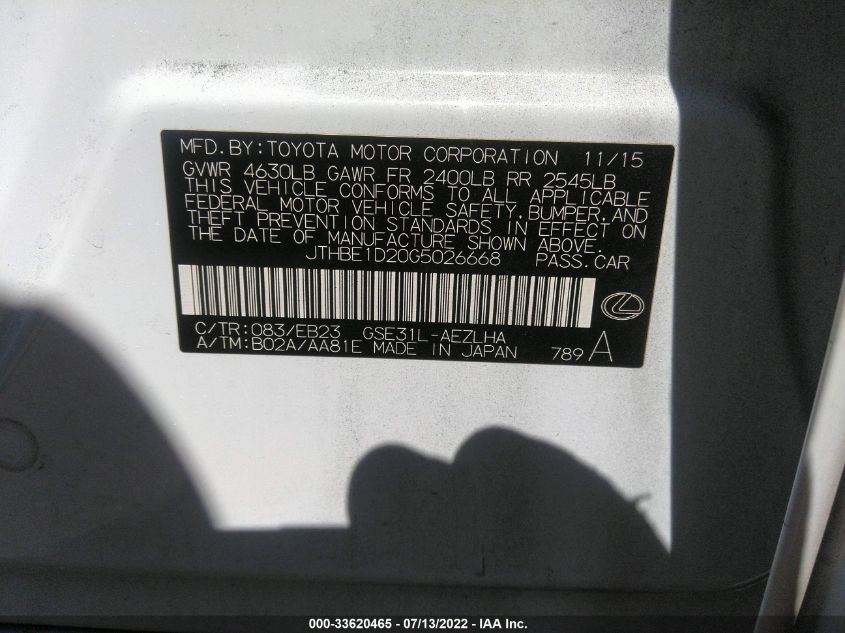 MFD. BY: TOYOTA MOTOR CORPORATION 11/15
GVWR 4630LB GAWR FR 2400LB RR 2545LB
THIS VEHICLE CONFORMS TO ALL APPLICABLE
FEDERAL MOTOR VEHICLE SAFETY, BUMPER, AND
THEFT PREVENTION STANDARDS IN EFFECT ON
THE DATE OF MANUFACTURE SHOWN ABOVE.
JTHBE1D20G5026668 PASS. CAR
C/TR: 083/EB23 GSE31L-AEZLHA
A/TM: B02A/AA81E MADE IN JAPAN 789 A
000-33620465 - 07/13/2022 - IAA Inc.